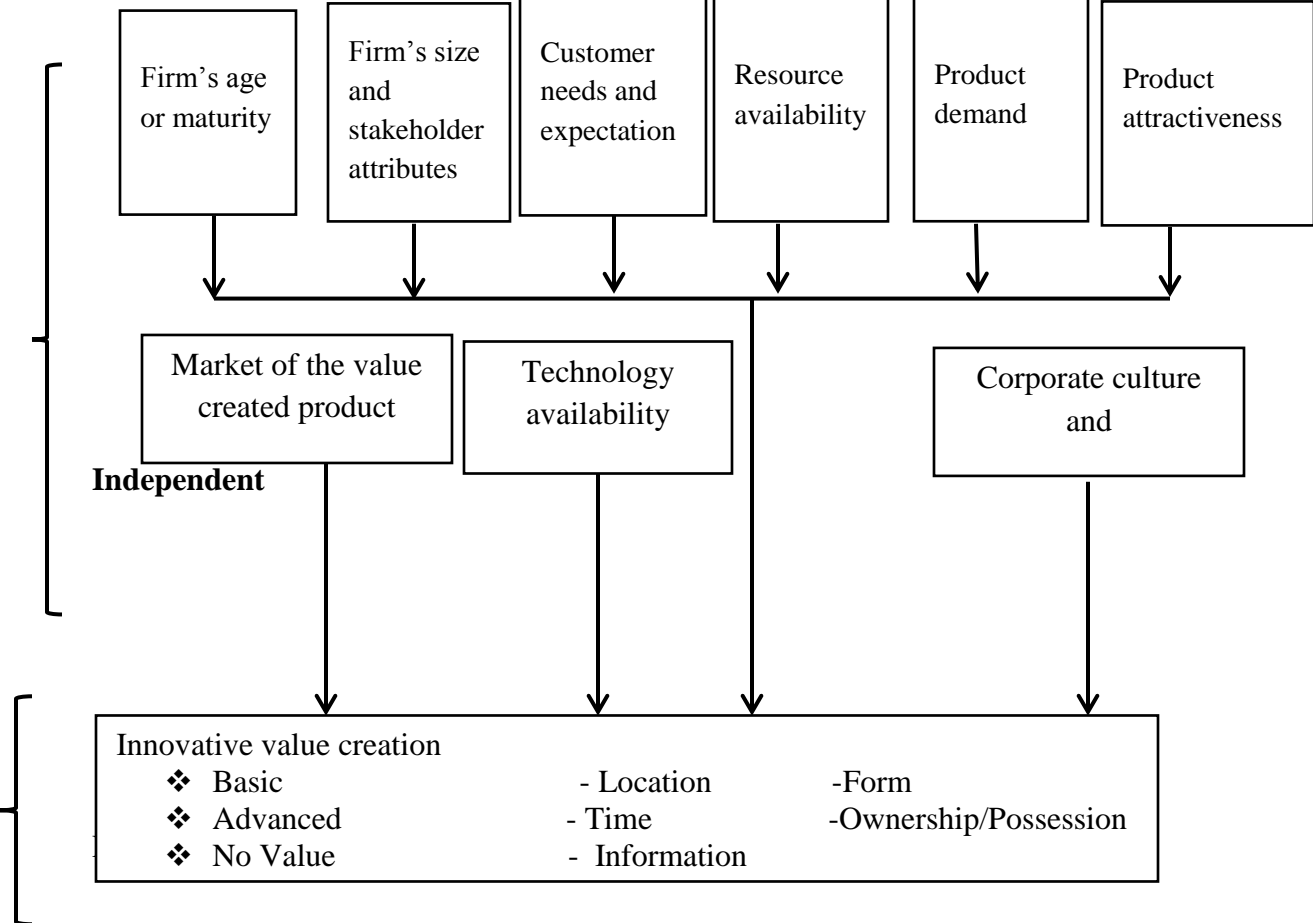 Firm's age
or maturity
Firm's size
and
stakeholder
attributes
Customer
needs and
expectation
Resource
availability
Product
demand
Product
attractiveness
Market of the value
created product
Technology
availability
Corporate culture
and
Independent
Innovative value creation
❖ Basic - Location -Form
❖ Advanced - Time -Ownership/Possession
❖ No Value - Information